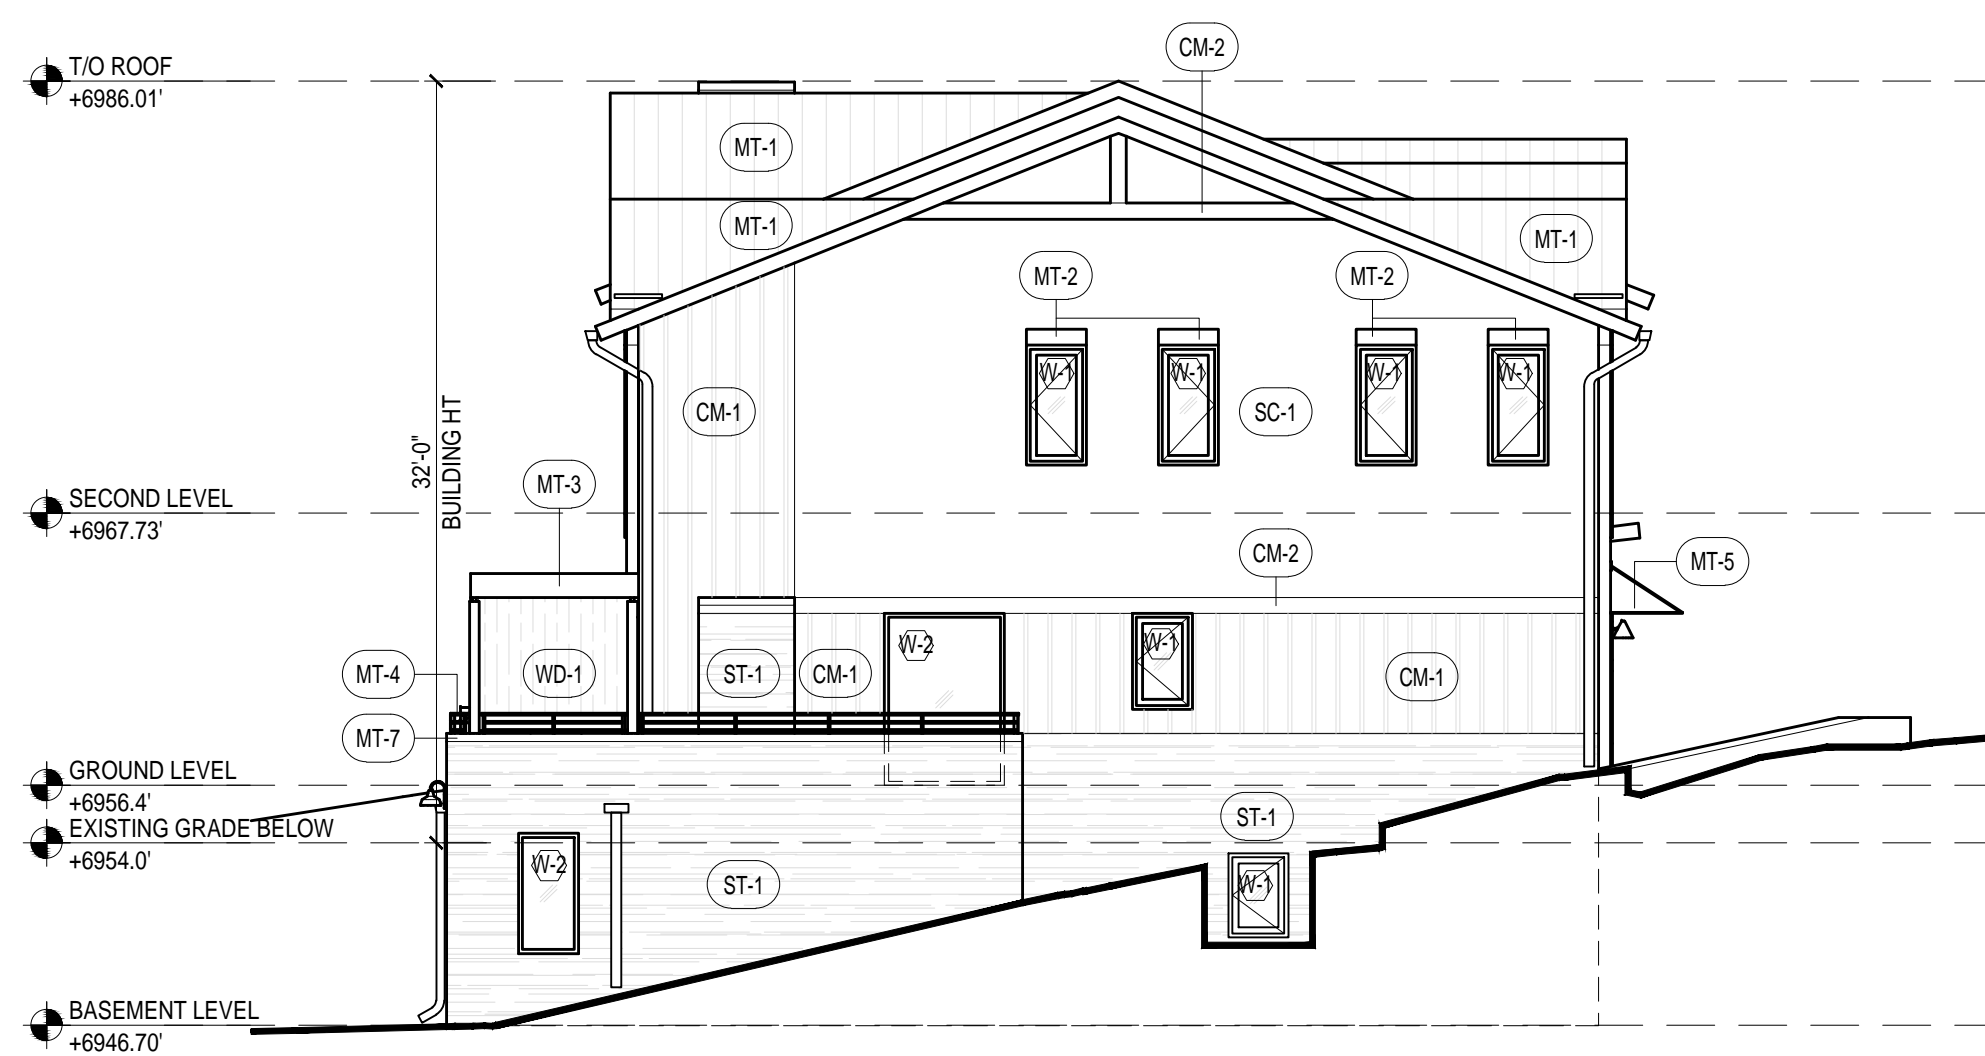 CM-2
T/O ROOF
+6986.01'
MT-1
MT-1
MT-1
MT-2
MT-2
W-1
W-1
W-1
W-1
CM-1
SC-1
32'-0"
BUILDING HT
MT-3
SECOND LEVEL
+6967.73'
CM-2
MT-5
W-2
W-1
MT-4
WD-1
ST-1
CM-1
CM-1
MT-7
GROUND LEVEL
+6956.4'
EXISTING GRADE BELOW
+6954.0'
ST-1
W-2
ST-1
W-1
BASEMENT LEVEL
+6946.70'